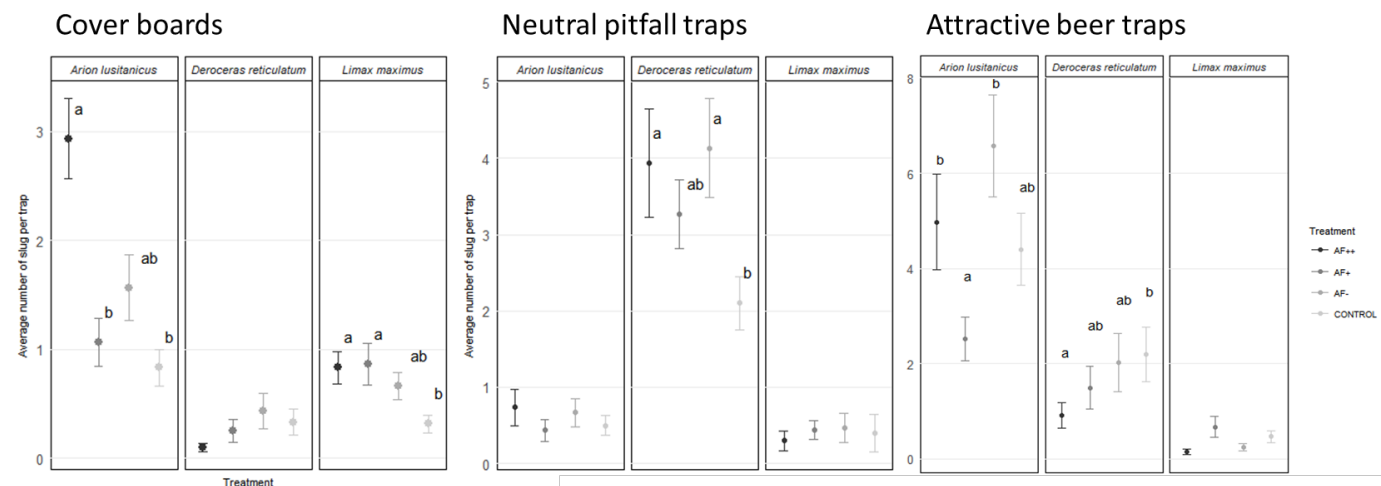 Cover boards
Neutral pitfall traps
Attractive beer traps
Arion lusitanicus
Deroceras reticulatum
Limax maximus
Average number of slug per trap
3
2
1
0
a
b
ab
b
a
a
ab
b
Treatment
Arion lusitanicus
Deroceras reticulatum
Limax maximus
Average number of slug per trap
5
4
3
2
1
0
a
ab
a
b
Arion lusitanicus
Deroceras reticulatum
Limax maximus
8
6
4
2
0
b
a
b
ab
a
ab
ab
b
Treatment
AF++
AF+
AF-
CONTROL